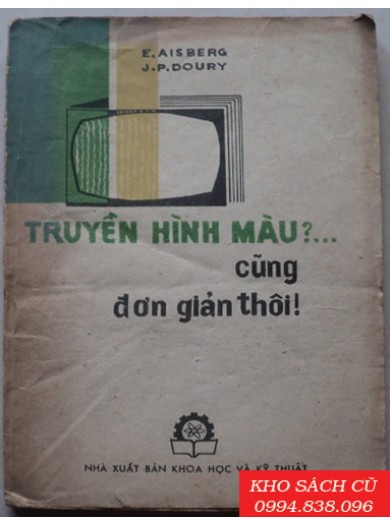 E. AISBERG
J.P. DOURY
TRUYỀN HÌNH MÀU?...
cũng
đơn giản thôi!
NHÀ XUẤT BẢN KHOA HỌC VÀ KỸ THUẬT
KHO SÁCH CŨ
0994.838.096